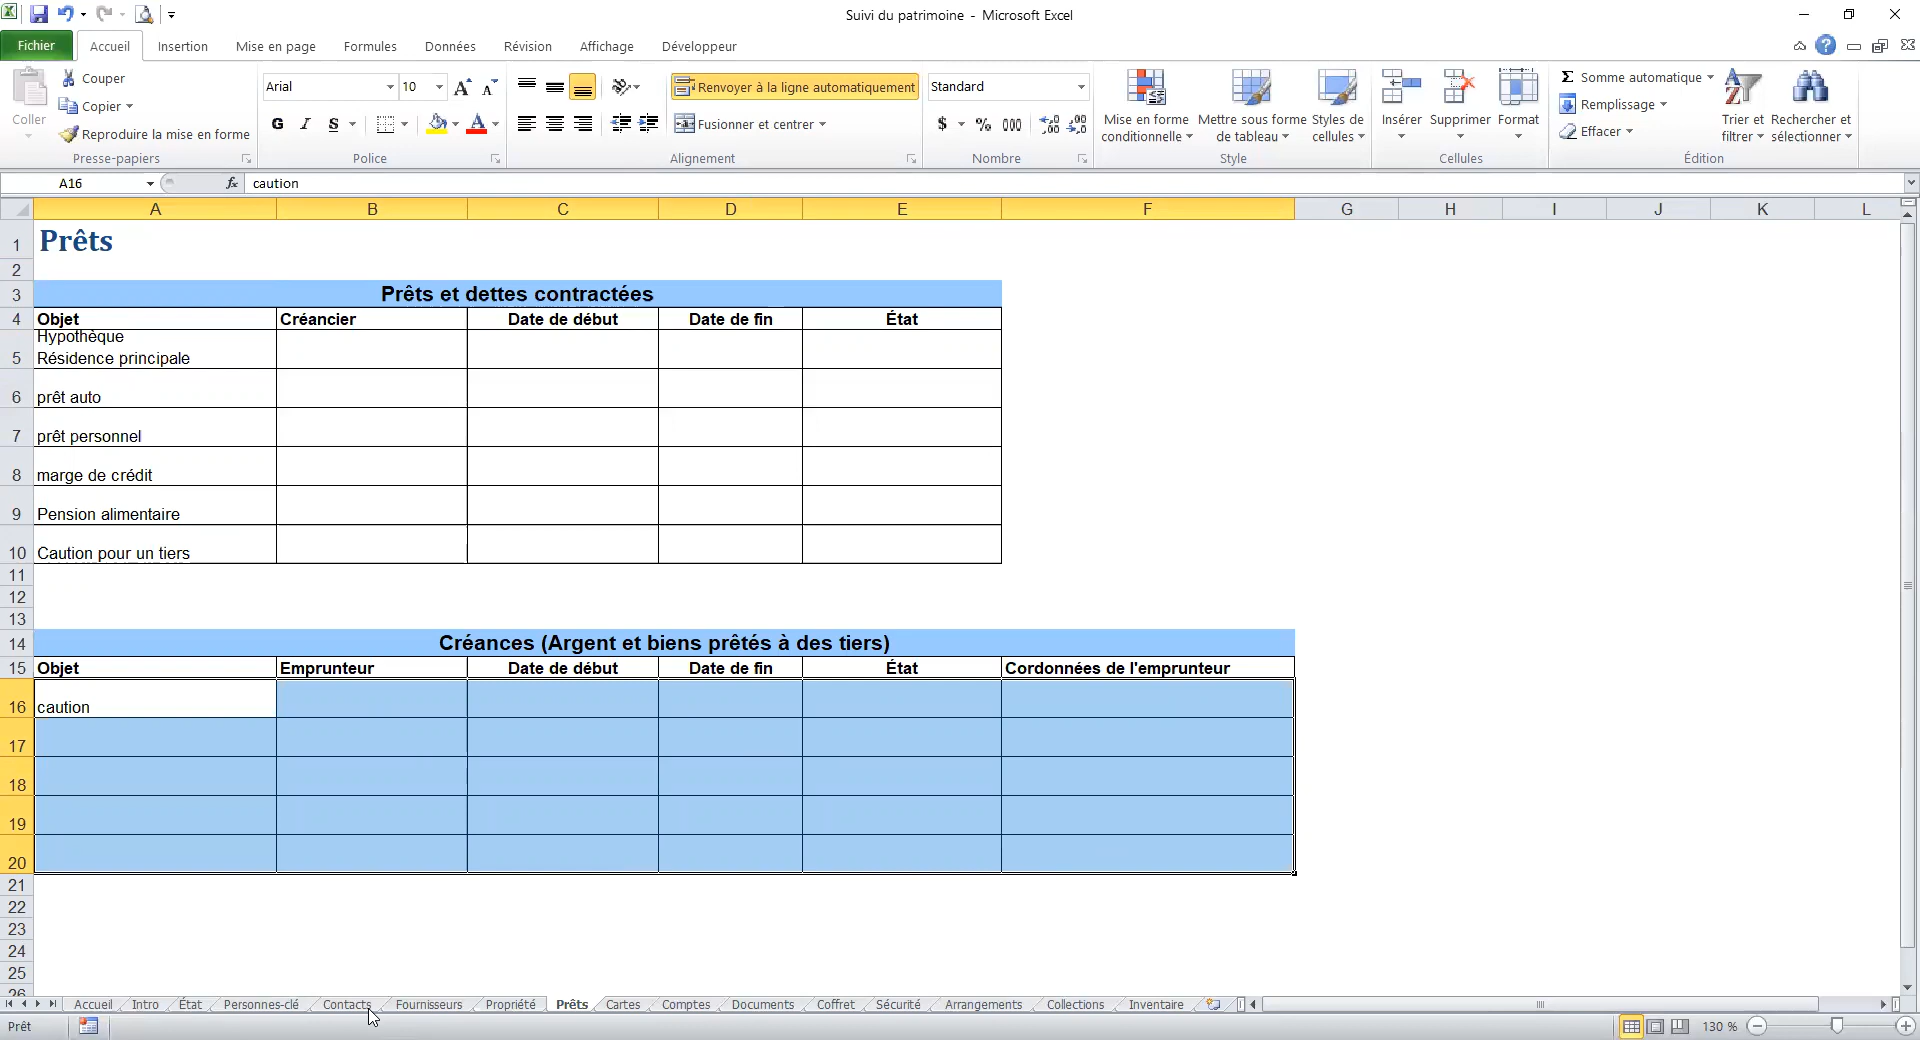 Suivi du patrimoine - Microsoft Excel
Fichier Accueil Insertion Mise en page Formules Données Révision Affichage Développeur
Coller
Couper
Copier
Reproduire la mise en forme
Presse-papiers
Arial 10
G I S A
Police
Renvoyer à la ligne automatiquement
Fusionner et centrer
Alignement
Standard
$ % 000
Nombre
Mise en forme conditionnelle
Mettre sous forme de tableau
Styles de cellules
Style
Insérer Supprimer Format
Cellules
Σ Somme automatique
Remplissage
Effacer
Trier et filtrer
Rechercher et sélectionner
Édition
A16 fx caution
A B C D E F G H I J K L
1 Prêts
2
3 Prêts et dettes contractées
4 Objet Créancier Date de début Date de fin État
Hypothèque
5 Résidence principale
6 prêt auto
7 prêt personnel
8 marge de crédit
9 Pension alimentaire
10 Caution pour un tiers
11
12
13
14 Créances (Argent et biens prêtés à des tiers)
15 Objet Emprunteur Date de début Date de fin État Cordonnées de l'emprunteur
16 caution
17
18
19
20
21
22
23
24
25
26
Accueil Intro État Personnes-clé Contacts Fournisseurs Propriété Prêts Cartes Comptes Documents Coffret Sécurité Arrangements Collections Inventaire
Prêt 130 %